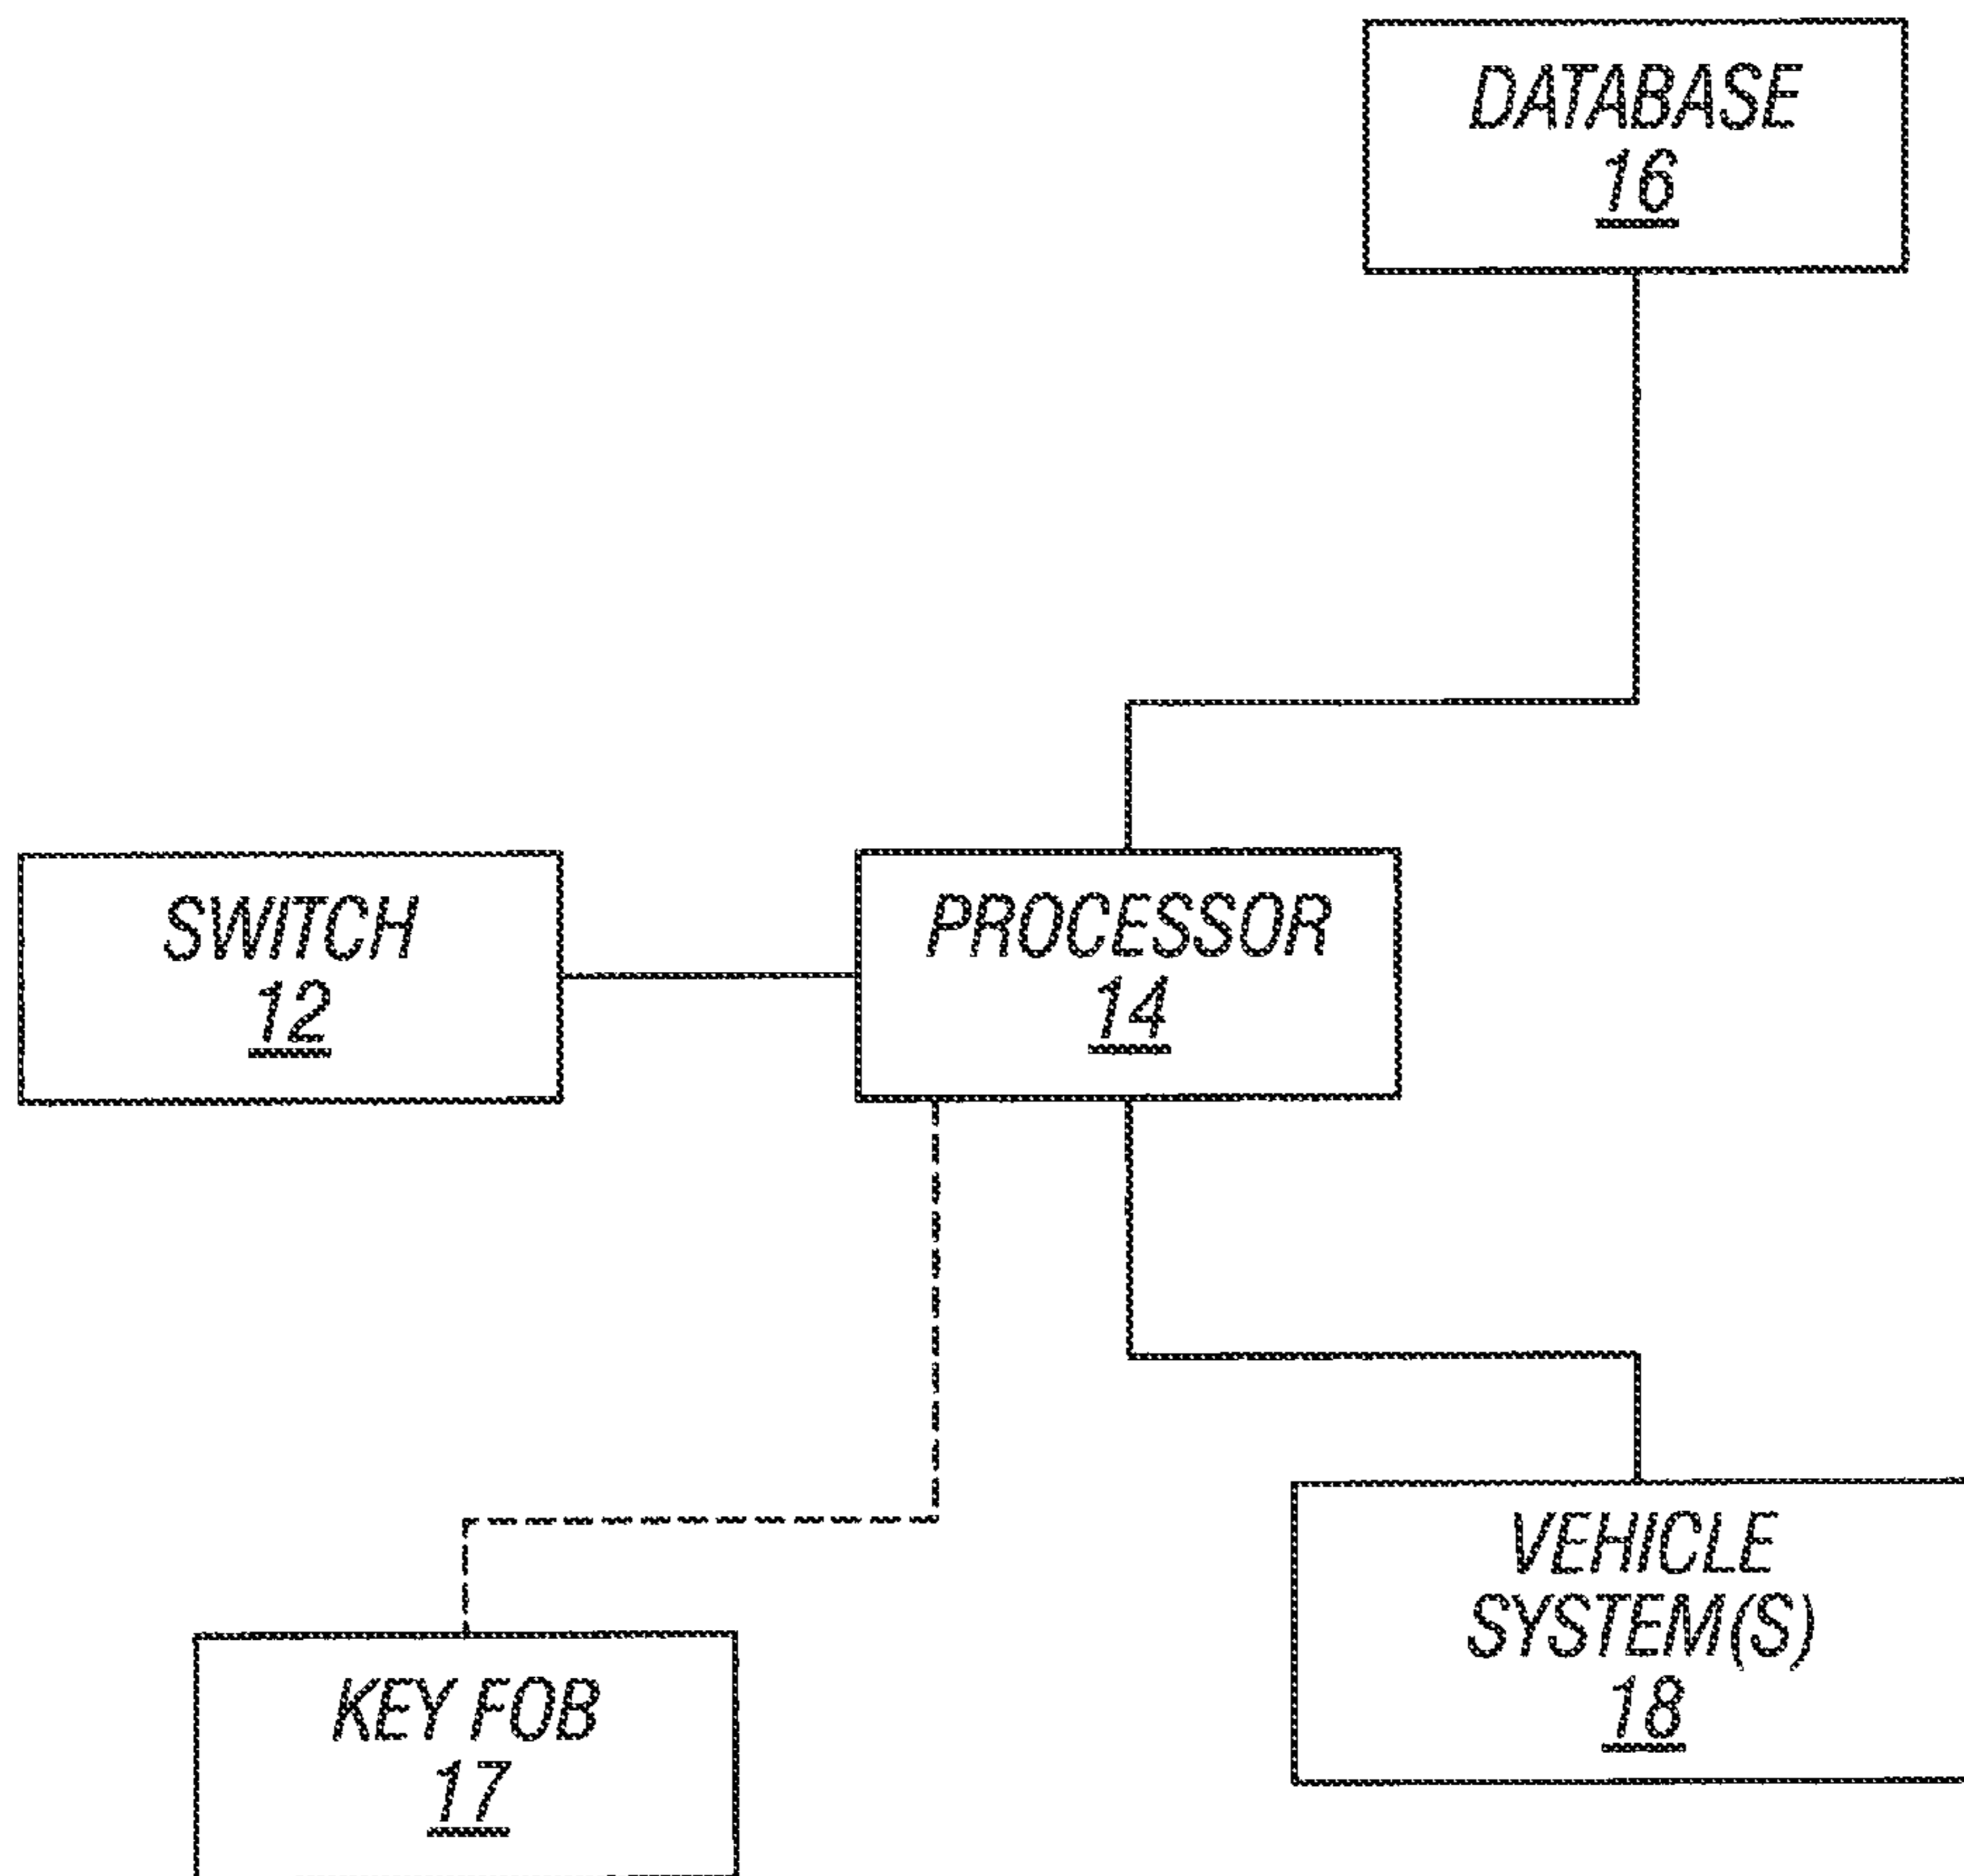 DATABASE
16
SWITCH
12
PROCESSOR
14
VEHICLE
SYSTEM(S)
18
KEY FOB
17